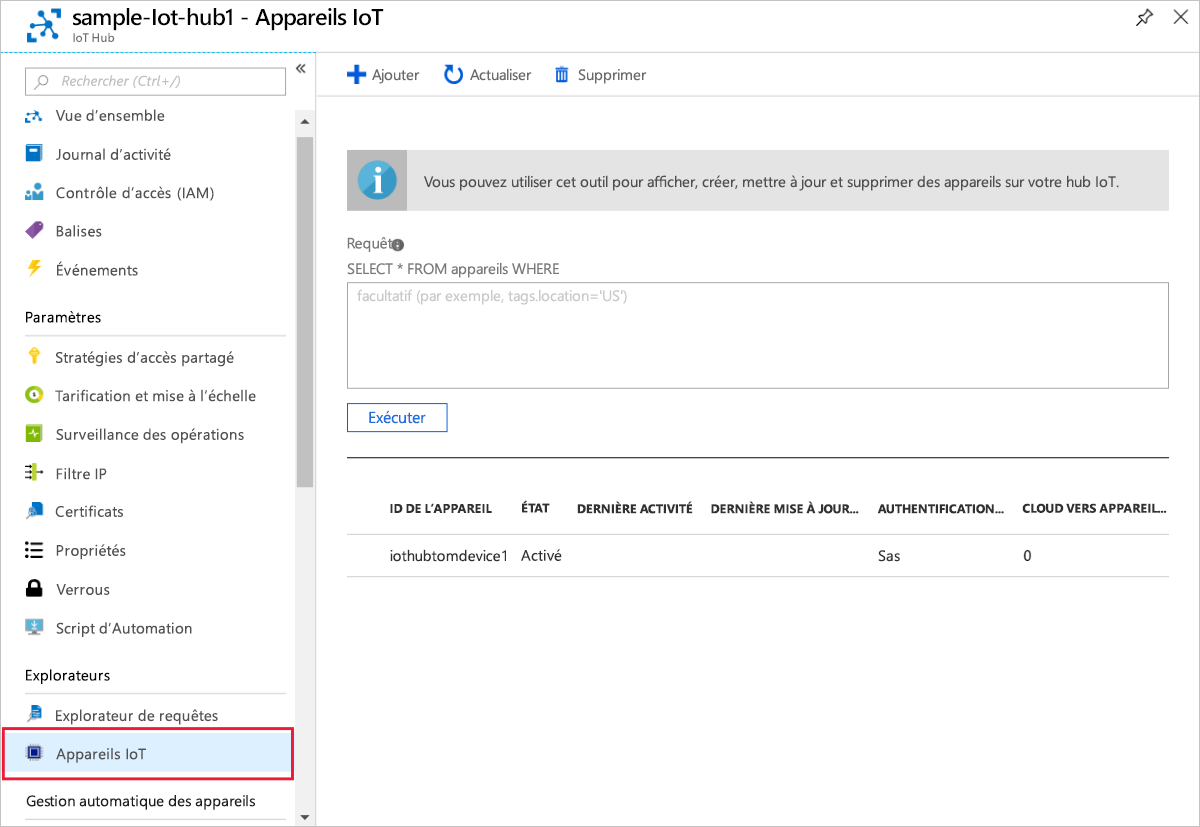 sample-Iot-hub1 - Appareils IoT
IoT Hub
Rechercher (Ctrl+/)
Vue d’ensemble
Journal d’activité
Contrôle d’accès (IAM)
Balises
Événements
Paramètres
Stratégies d’accès partagé
Tarification et mise à l’échelle
Surveillance des opérations
Filtre IP
Certificats
Propriétés
Verrous
Script d’Automation
Explorateurs
Explorateur de requêtes
Appareils IoT
Gestion automatique des appareils
Ajouter Actualiser Supprimer
Vous pouvez utiliser cet outil pour afficher, créer, mettre à jour et supprimer des appareils sur votre hub IoT.
Requête
SELECT * FROM appareils WHERE
facultatif (par exemple, tags.location='US')
Exécuter
ID DE L’APPAREIL ÉTAT DERNIÈRE ACTIVITÉ DERNIÈRE MISE À JOUR... AUTHENTIFICATION... CLOUD VERS APPAREIL...
iothubtomdevice1 Activé Sas 0